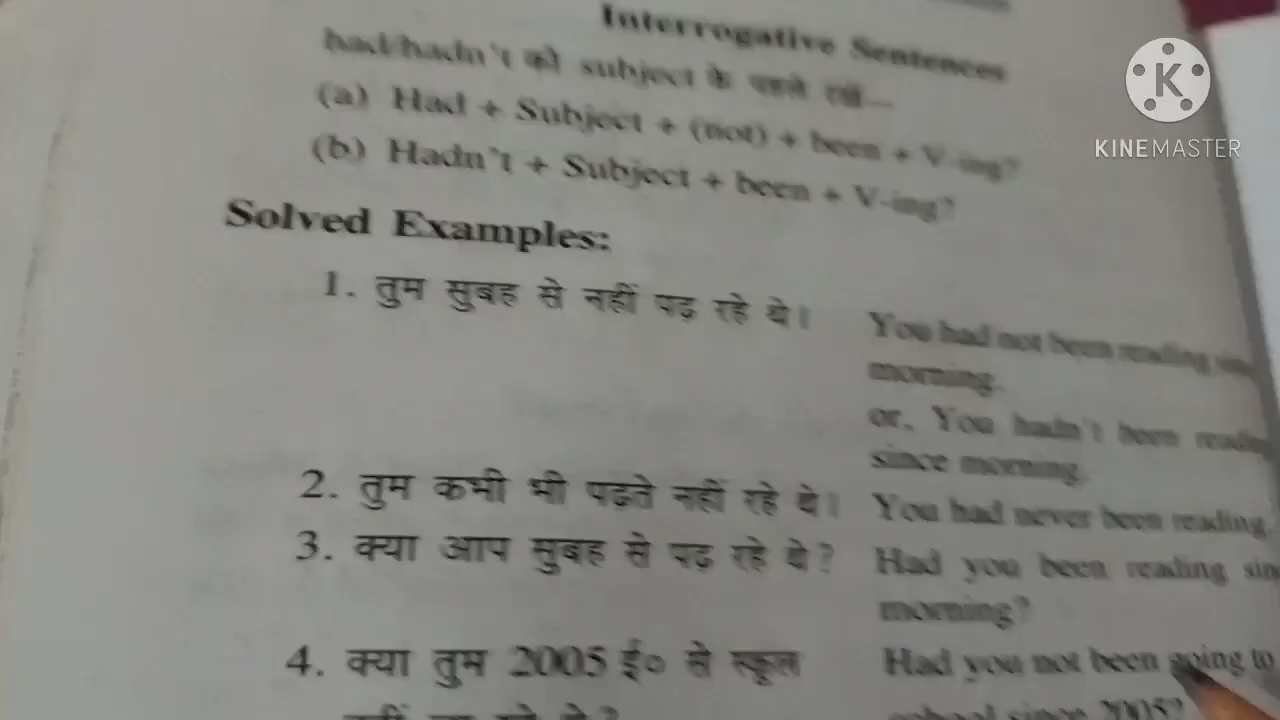 Interrogative Sentences
had/hadn't को subject के पहले रखें—
(a) Had + Subject + (not) + been + V-ing?
(b) Hadn't + Subject + been + V-ing?
Solved Examples:
1. तुम सुबह से नहीं पढ़ रहे थे। You had not been reading
morning.
or, You hadn't been
since morning.
2. तुम कभी भी पढ़ते नहीं रहे थे। You had never been reading.
3. क्या आप सुबह से पढ़ रहे थे? Had you been reading
morning?
4. क्या तुम 2005 ई० से स्कूल Had you not been going to
since 2005?
KINEMASTER